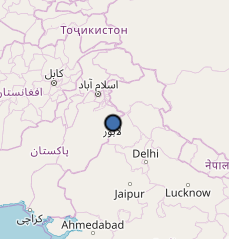 Тоҷикистон
کابل
اسلام آباد
افغانستان
لاہور
پاکستان
Delhi
नेपाल
Jaipur
Lucknow
کراچی
Ahmedabad